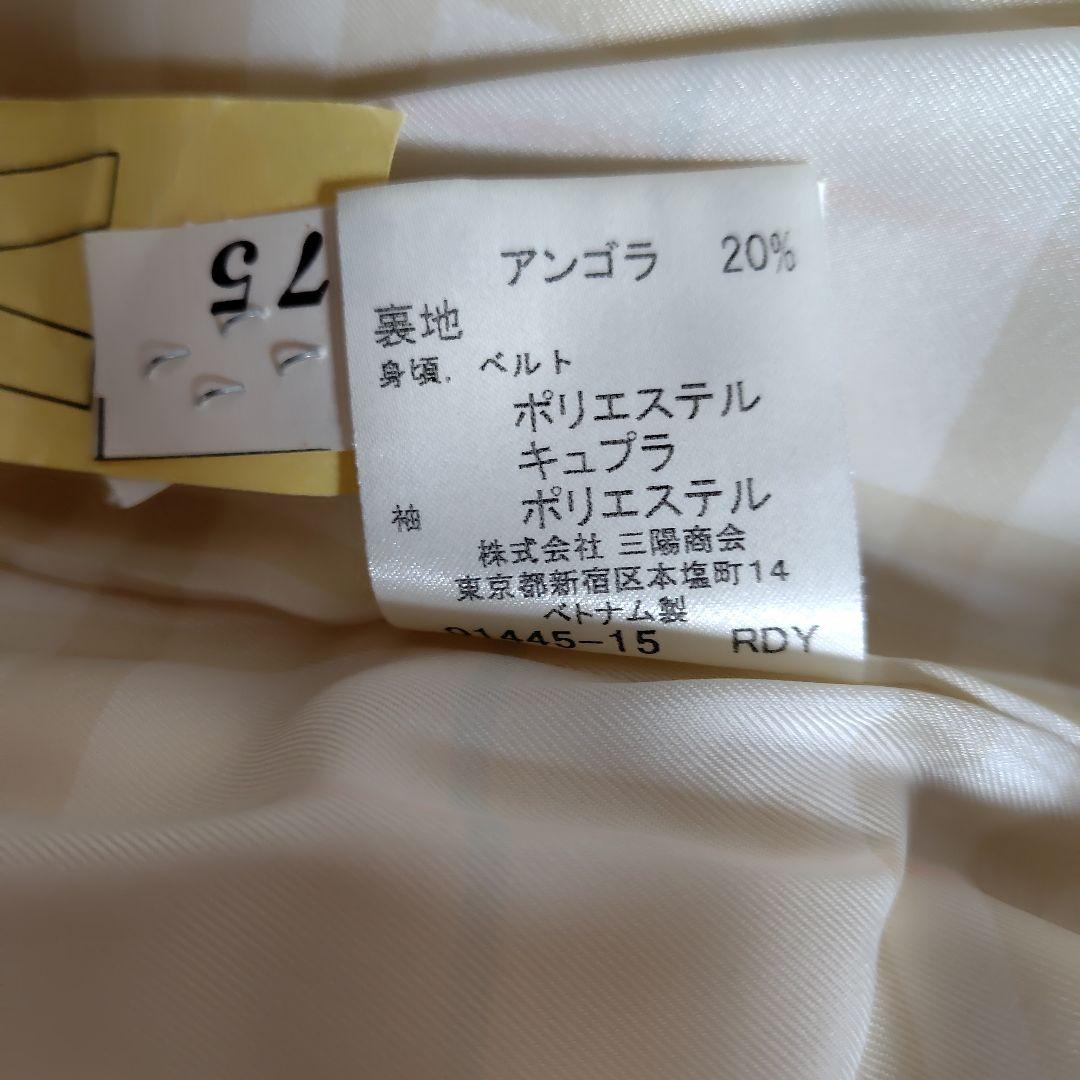 75
アンゴラ 20%
裏地
身頃、ベルト
ポリエステル
キュプラ
袖 ポリエステル
株式会社 三陽商会
東京都新宿区本塩町14
ベトナム製
01445-15 RDY